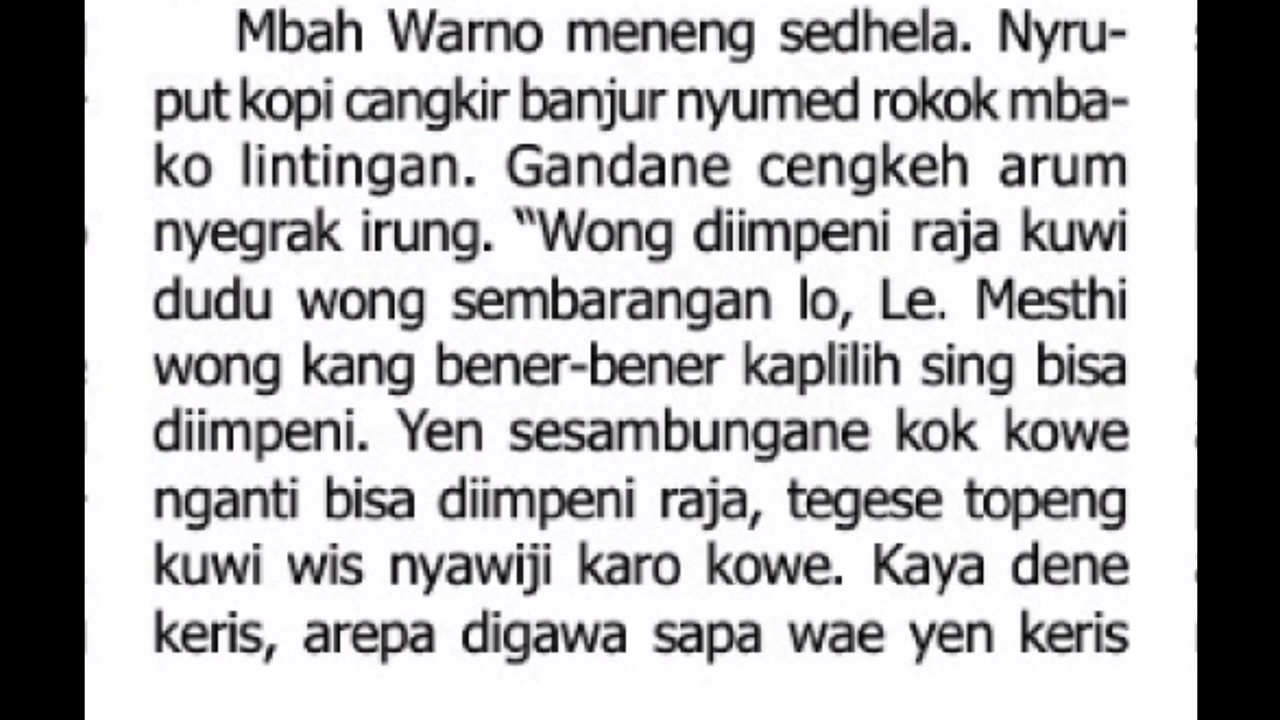 Mbah Warno meneng sedhela. Nyru-
put kopi cangkir banjur nyumed rokok mba-
ko lintingan. Gandane cengkeh arum
nyegrak irung. “Wong diimpeni raja kuwi
dudu wong sembarangan lo, Le. Mesthi
wong kang bener-bener kaplilih sing bisa
diimpeni. Yen sesambungane kok kowe
nganti bisa diimpeni raja, tegese topeng
kuwi wis nyawiji karo kowe. Kaya dene
keris, arepa digawa sapa wae yen keris